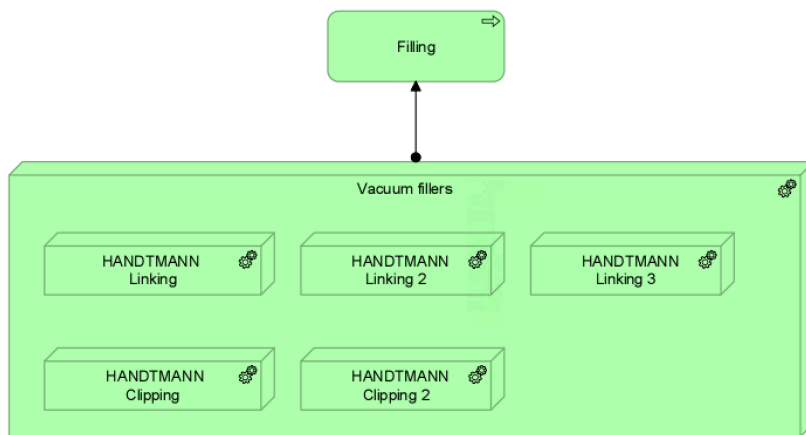 Filling
Vacuum fillers
HANDTMANN
Linking
HANDTMANN
Linking 2
HANDTMANN
Linking 3
HANDTMANN
Clipping
HANDTMANN
Clipping 2